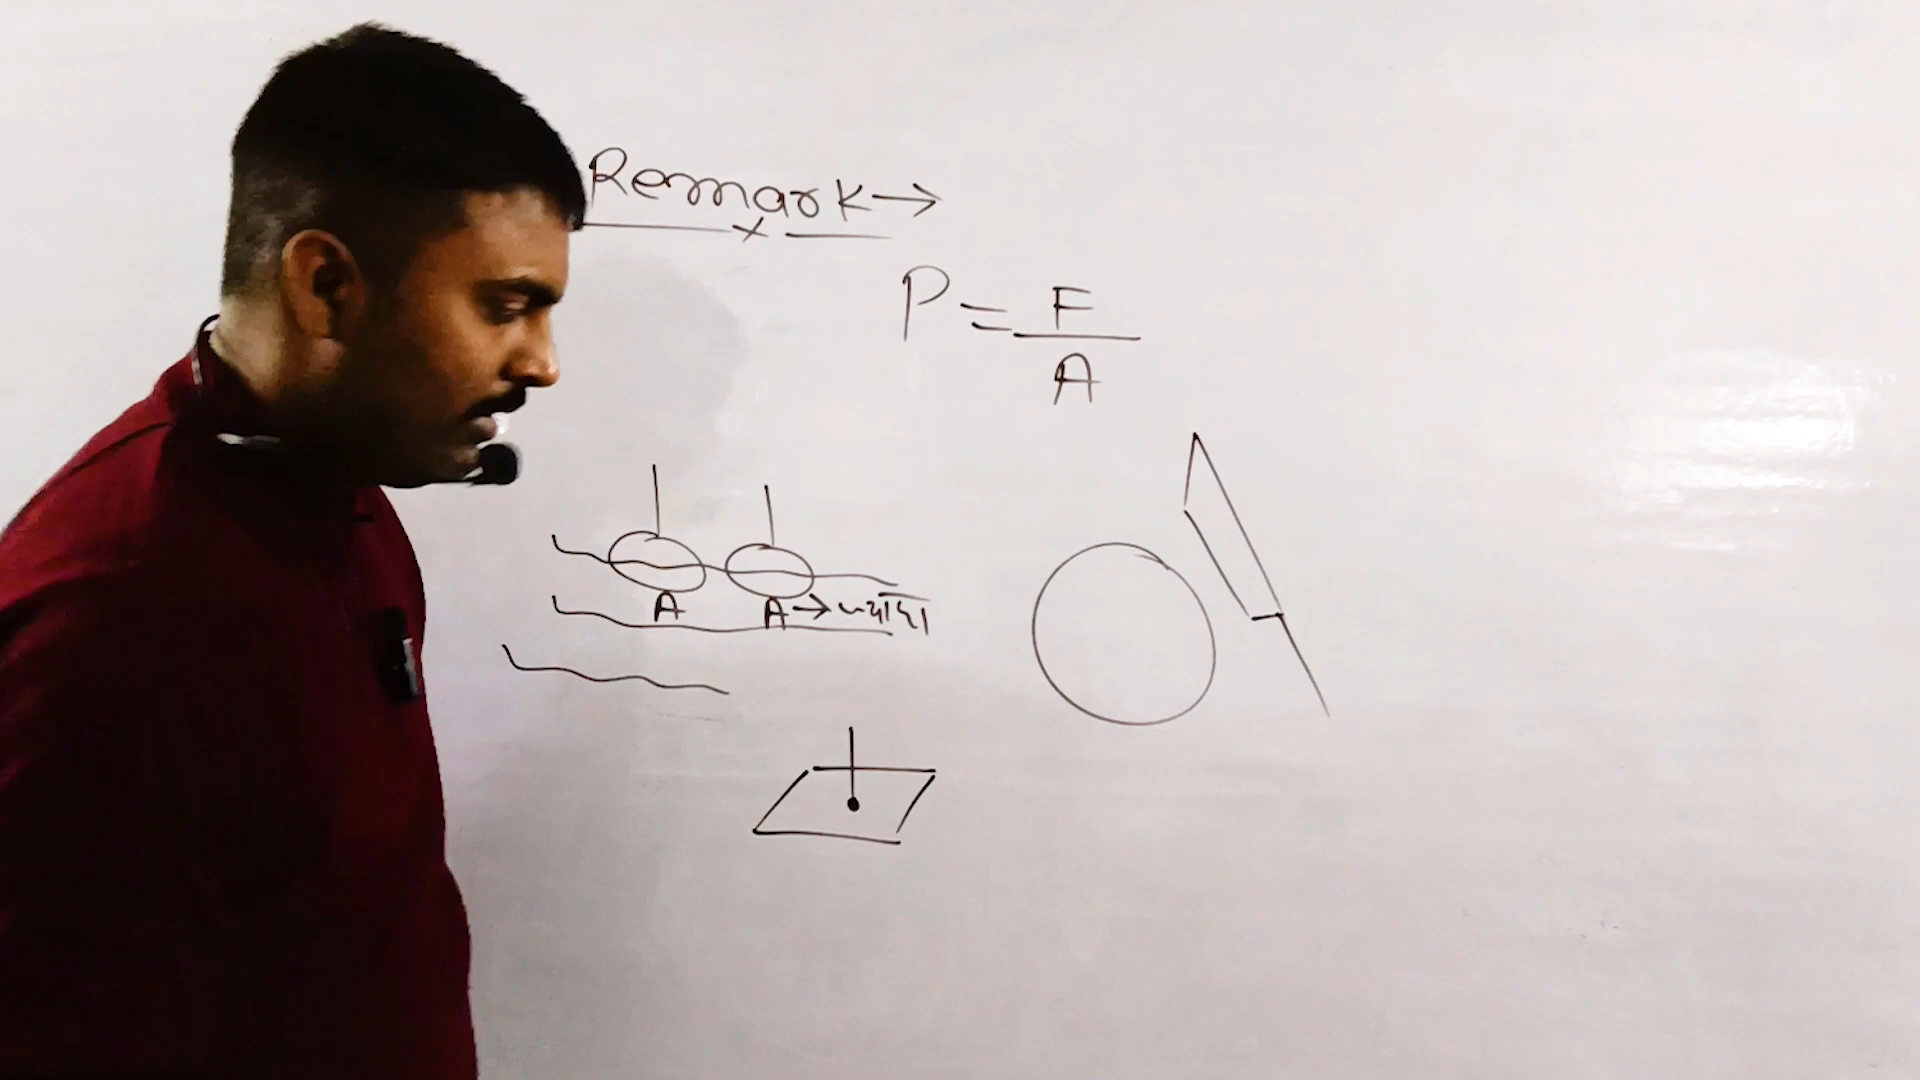 Remark →
P = F / A
A A → ज्यादा